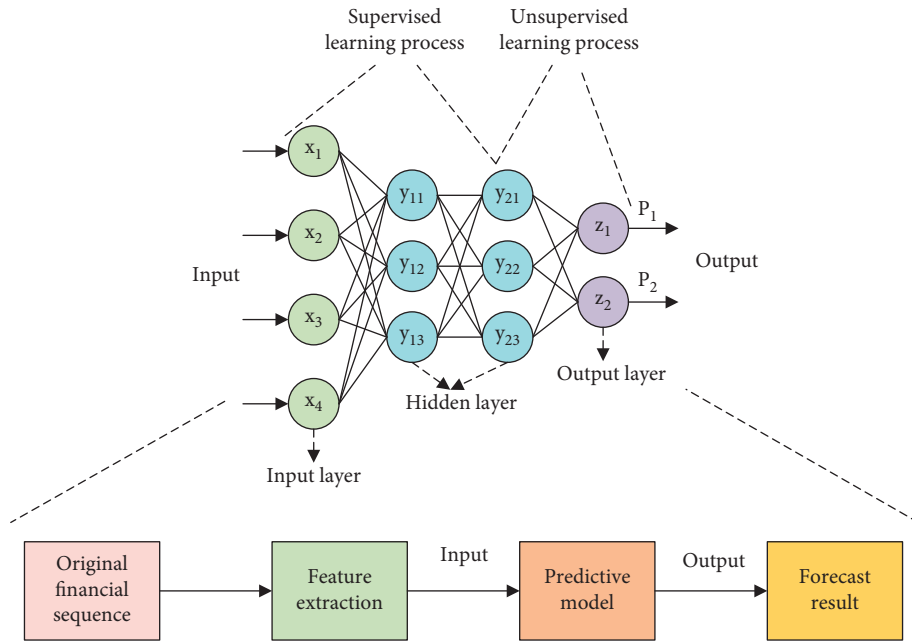 Supervised
learning process
Unsupervised
learning process
x1
x2
x3
x4
y11
y12
y13
y21
y22
y23
z1
z2
P1
P2
Input
Output
Hidden layer
Output layer
Input layer
Original
financial
sequence
Feature
extraction
Input
Predictive
model
Output
Forecast
result